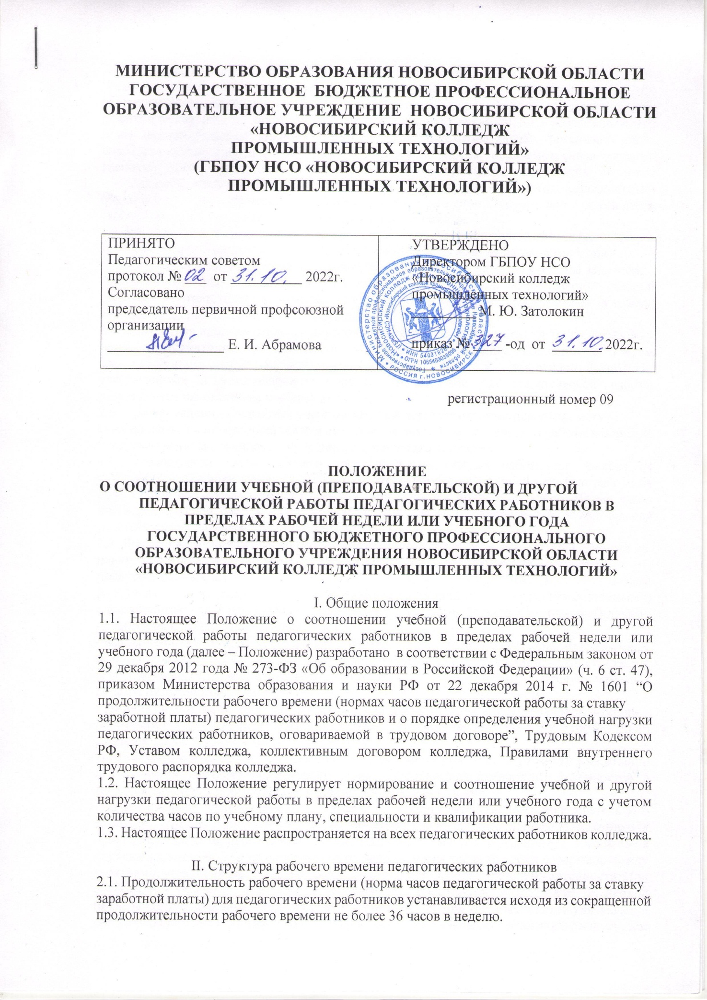 МИНИСТЕРСТВО ОБРАЗОВАНИЯ НОВОСИБИРСКОЙ ОБЛАСТИ
ГОСУДАРСТВЕННОЕ БЮДЖЕТНОЕ ПРОФЕССИОНАЛЬНОЕ
ОБРАЗОВАТЕЛЬНОЕ УЧРЕЖДЕНИЕ НОВОСИБИРСКОЙ ОБЛАСТИ
«НОВОСИБИРСКИЙ КОЛЛЕДЖ
ПРОМЫШЛЕННЫХ ТЕХНОЛОГИЙ»
(ГБПОУ НСО «НОВОСИБИРСКИЙ КОЛЛЕДЖ
ПРОМЫШЛЕННЫХ ТЕХНОЛОГИЙ»)
ПРИНЯТО
Педагогическим советом
протокол № 02 от 31.10. 2022г.
Согласовано
председатель первичной профсоюзной
организации
Е. И. Абрамова
УТВЕРЖДЕНО
Директором ГБПОУ НСО
«Новосибирский колледж
промышленных технологий»
М. Ю. Затолокин
приказ № 327 -од от 31.10. 2022г.
регистрационный номер 09
ПОЛОЖЕНИЕ
О СООТНОШЕНИИ УЧЕБНОЙ (ПРЕПОДАВАТЕЛЬСКОЙ) И ДРУГОЙ
ПЕДАГОГИЧЕСКОЙ РАБОТЫ ПЕДАГОГИЧЕСКИХ РАБОТНИКОВ В
ПРЕДЕЛАХ РАБОЧЕЙ НЕДЕЛИ ИЛИ УЧЕБНОГО ГОДА
ГОСУДАРСТВЕННОГО БЮДЖЕТНОГО ПРОФЕССИОНАЛЬНОГО
ОБРАЗОВАТЕЛЬНОГО УЧРЕЖДЕНИЯ НОВОСИБИРСКОЙ ОБЛАСТИ
«НОВОСИБИРСКИЙ КОЛЛЕДЖ ПРОМЫШЛЕННЫХ ТЕХНОЛОГИЙ»
I. Общие положения
1.1. Настоящее Положение о соотношении учебной (преподавательской) и другой
педагогической работы педагогических работников в пределах рабочей недели или
учебного года (далее – Положение) разработано в соответствии с Федеральным законом от
29 декабря 2012 года № 273-ФЗ «Об образовании в Российской Федерации» (ч. 6 ст. 47),
приказом Министерства образования и науки РФ от 22 декабря 2014 г. № 1601 “О
продолжительности рабочего времени (нормах часов педагогической работы за ставку
заработной платы) педагогических работников и о порядке определения учебной нагрузки
педагогических работников, оговариваемой в трудовом договоре”, Трудовым Кодексом
РФ, Уставом колледжа, коллективным договором колледжа, Правилами внутреннего
трудового распорядка колледжа.
1.2. Настоящее Положение регулирует нормирование и соотношение учебной и другой
нагрузки педагогической работы в пределах рабочей недели или учебного года с учетом
количества часов по учебному плану, специальности и квалификации работника.
1.3. Настоящее Положение распространяется на всех педагогических работников колледжа.
II. Структура рабочего времени педагогических работников
2.1. Продолжительность рабочего времени (норма часов педагогической работы за ставку
заработной платы) для педагогических работников устанавливается исходя из сокращенной
продолжительности рабочего времени не более 36 часов в неделю.